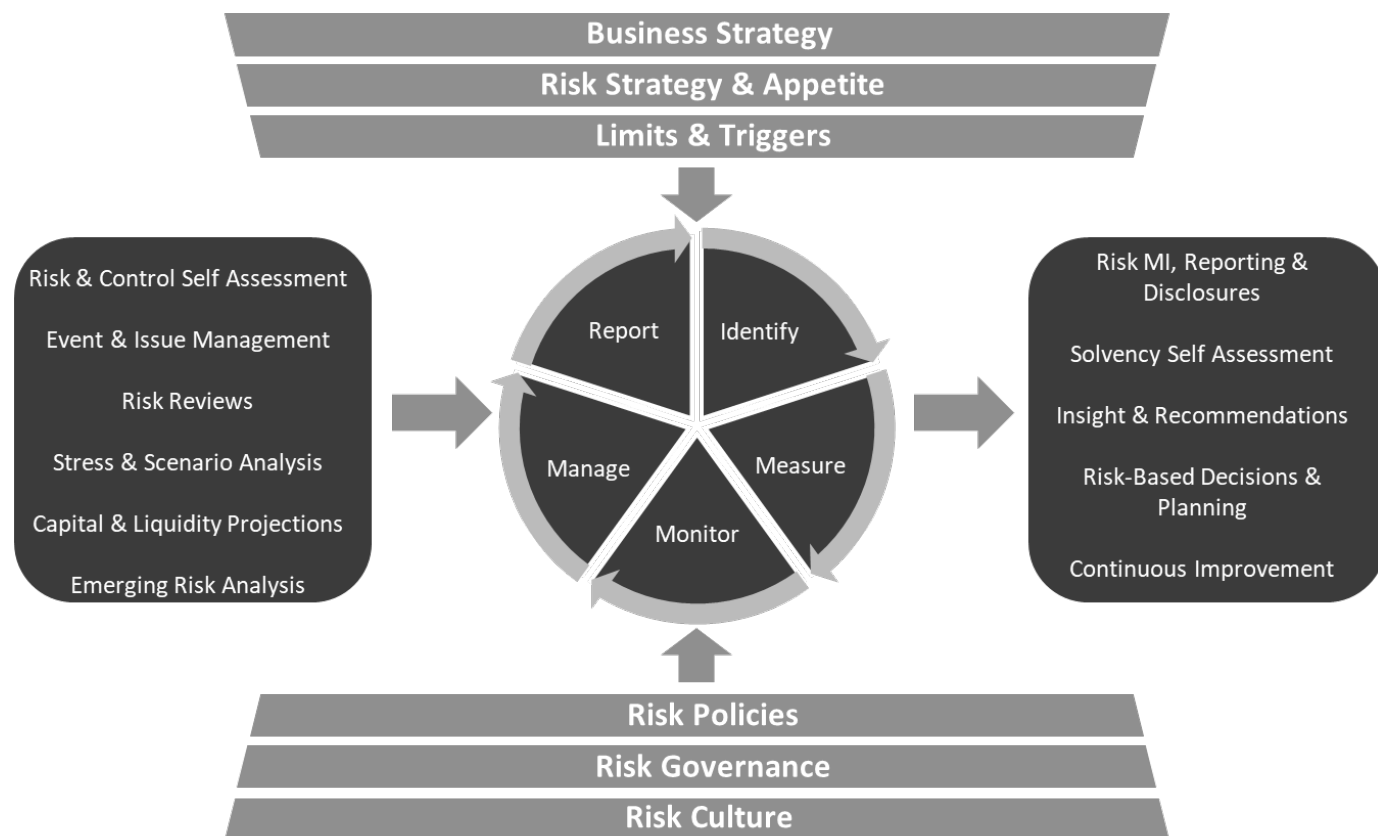 Business Strategy
Risk Strategy & Appetite
Limits & Triggers
Risk & Control Self Assessment
Event & Issue Management
Risk Reviews
Stress & Scenario Analysis
Capital & Liquidity Projections
Emerging Risk Analysis
Report
Identify
Manage
Measure
Monitor
Risk MI, Reporting &
Disclosures
Solvency Self Assessment
Insight & Recommendations
Risk-Based Decisions &
Planning
Continuous Improvement
Risk Policies
Risk Governance
Risk Culture